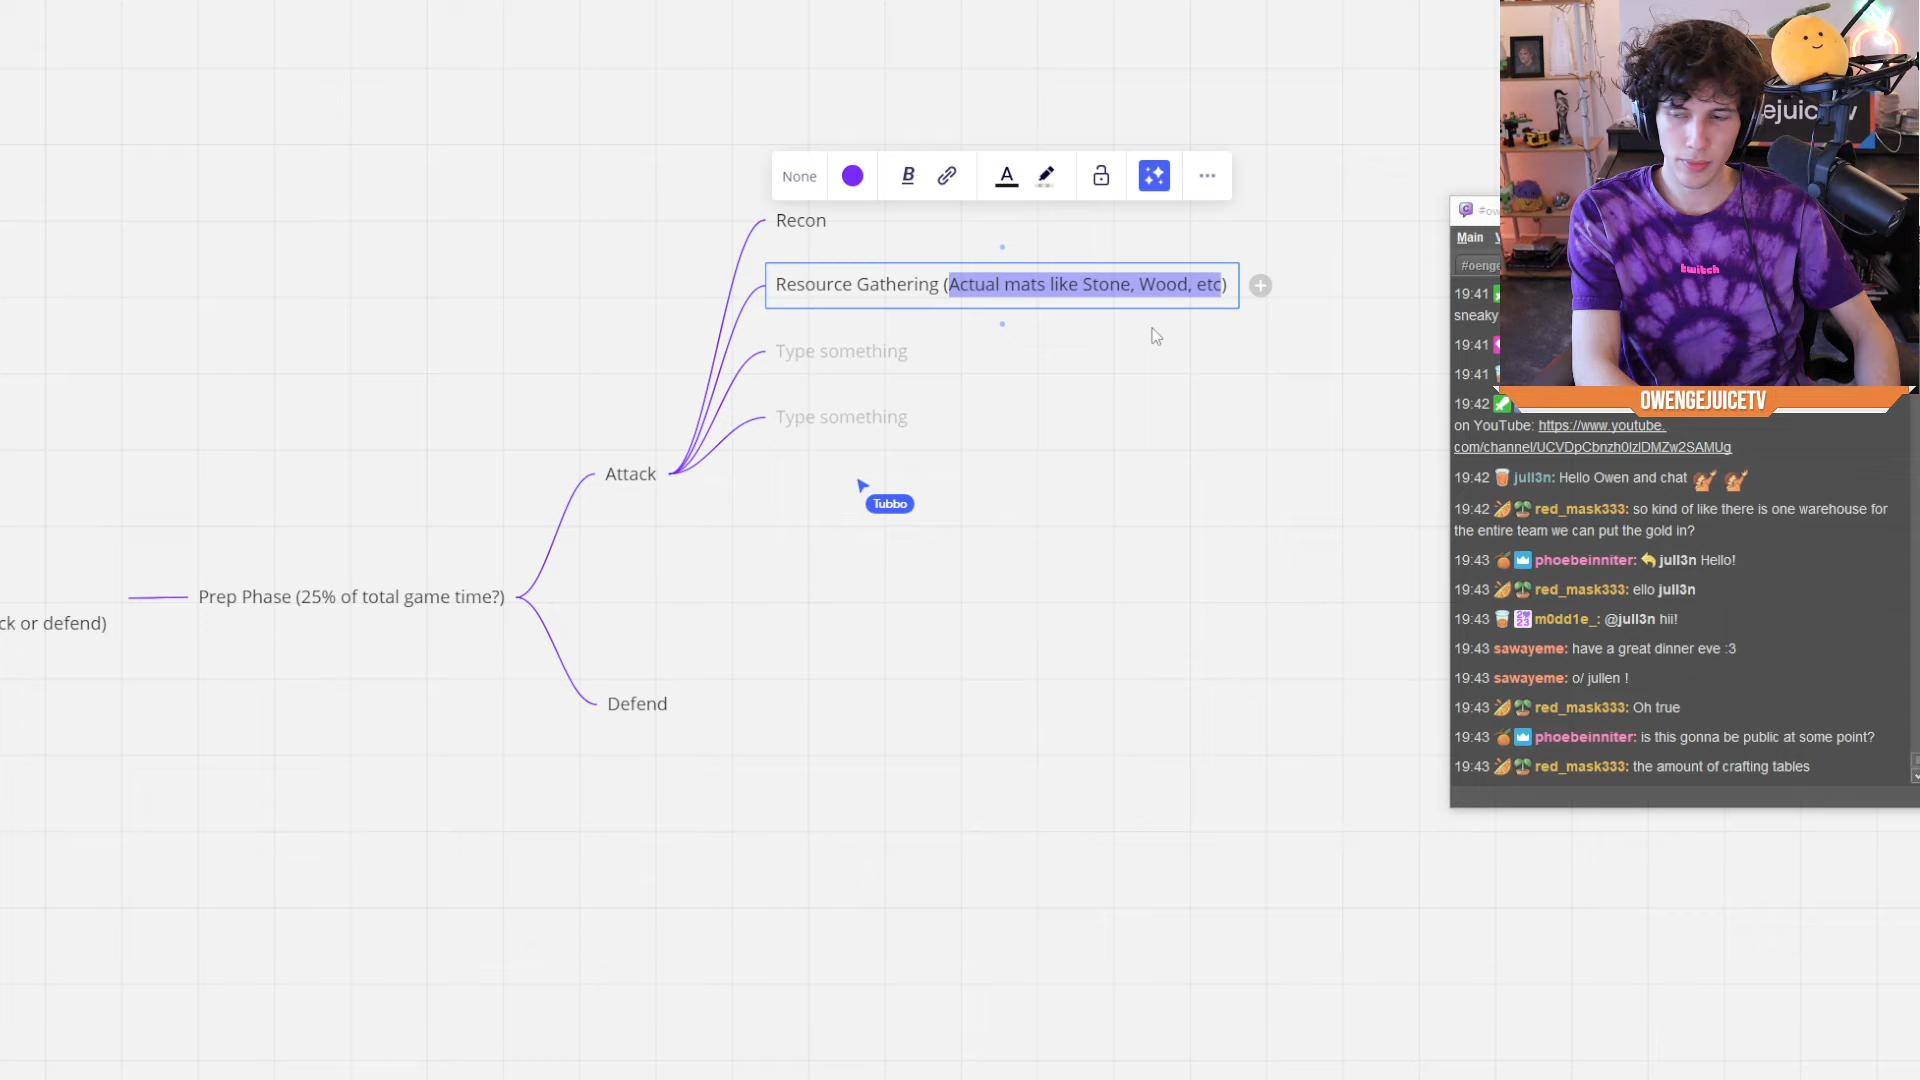 None
B
A
Recon
Resource Gathering (Actual mats like Stone, Wood, etc)
Type something
Type something
Attack
Tubbo
Prep Phase (25% of total game time?)
ck or defend)
Defend
ejuic v
twitch
OWENGEJUICETV
#ow
Main V
#oenge
19:41
sneaky
19:41
19:41
19:42
on YouTube: https://www.youtube.
com/channel/UCVDpCbnzh0IzlDMZw2SAMUg
19:42 jull3n: Hello Owen and chat
19:42 red_mask333: so kind of like there is one warehouse for
the entire team we can put the gold in?
19:43 phoebeinniter: jull3n Hello!
19:43 red_mask333: ello jull3n
19:43 m0dd1e_: @jull3n hii!
19:43 sawayeme: have a great dinner eve :3
19:43 sawayeme: o/ jullen !
19:43 red_mask333: Oh true
19:43 phoebeinniter: is this gonna be public at some point?
19:43 red_mask333: the amount of crafting tables